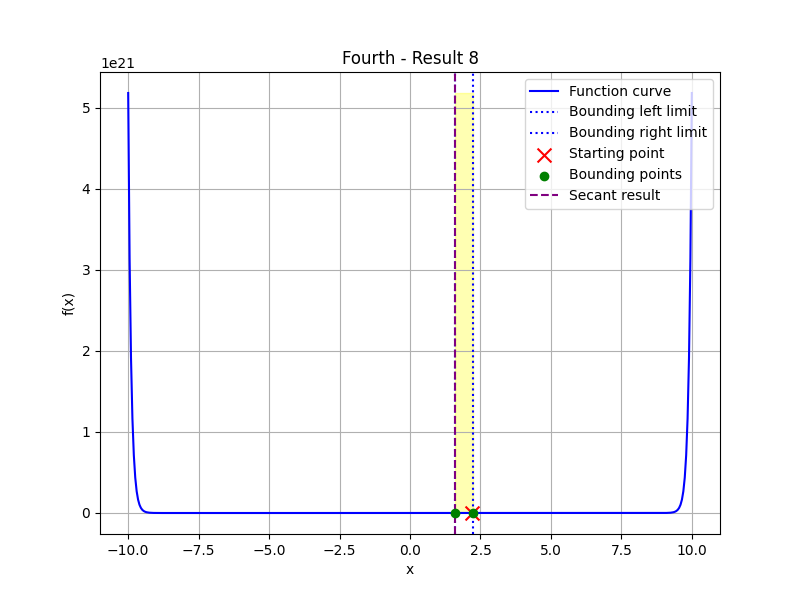 Fourth - Result 8
1e21
Function curve
Bounding left limit
Bounding right limit
Starting point
Bounding points
Secant result
5
4
3
2
1
0
f(x)
−10.0 −7.5 −5.0 −2.5 0.0 2.5 5.0 7.5 10.0
x